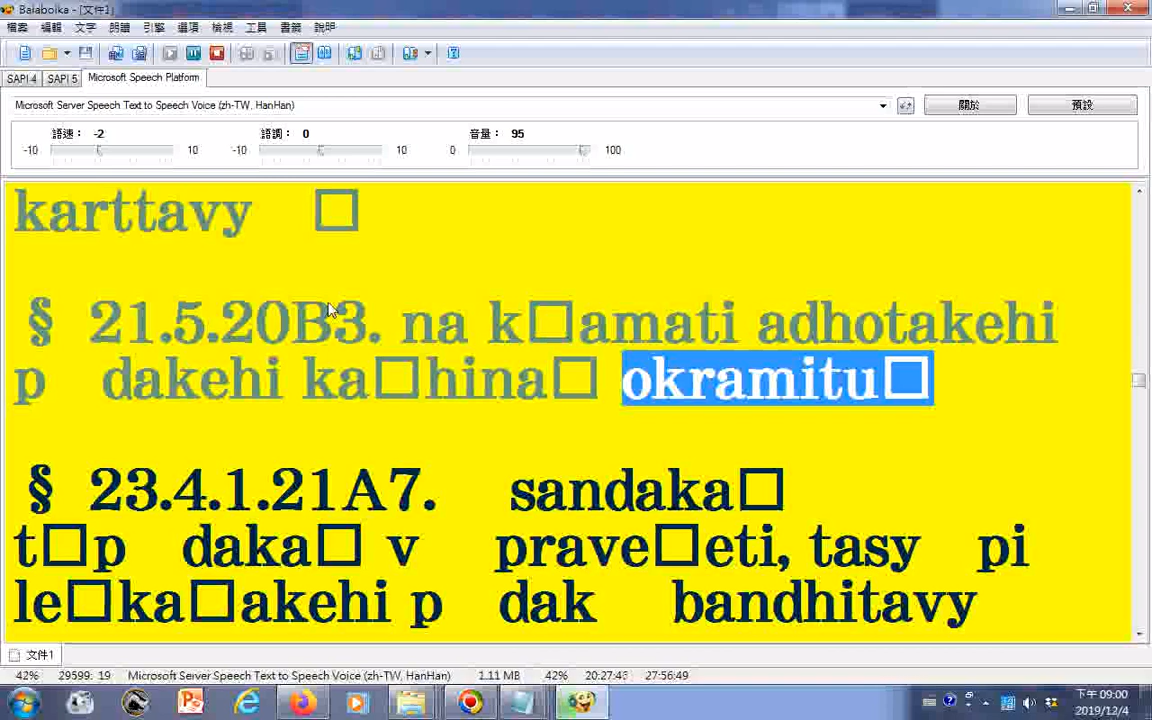 Balabolka - [文件1]
檔案 編輯 文字 朗讀 引擎 選項 檢視 工具 書籤 說明
SAPI 4 SAPI 5 Microsoft Speech Platform
Microsoft Server Speech Text to Speech Voice (zh-TW, HanHan) 關於 預設
語速： -2 語調： 0 音量： 95
-10 10 -10 10 0 100
karttavy □
§ 21.5.20B3. na k□amati adhotakehi
p dakehi ka□hina□ okramitu□
§ 23.4.1.21A7. sandaka□
t□p daka□ v prave□eti, tasy pi
le□ka□akehi p dak bandhitavy
文件1
42% 29599: 19 Microsoft Server Speech Text to Speech Voice (zh-TW, HanHan) 1.11 MB 42% 20:27:43 27:56:49
下午 09:00
2019/12/4